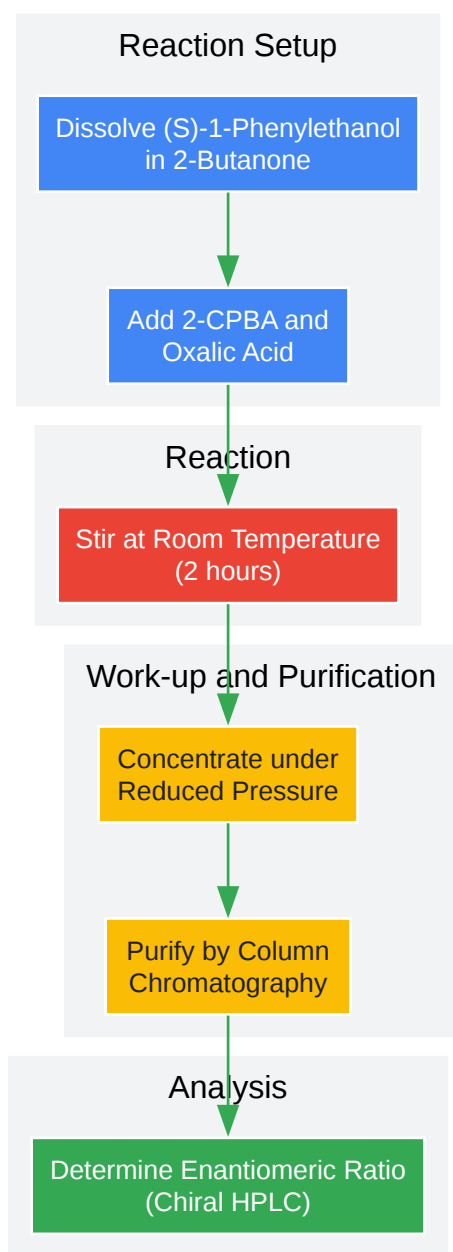 Reaction Setup
Dissolve (S)-1-Phenylethanol
in 2-Butanone
Add 2-CPBA and
Oxalic Acid
Reaction
Stir at Room Temperature
(2 hours)
Work-up and Purification
Concentrate under
Reduced Pressure
Purify by Column
Chromatography
Analysis
Determine Enantiomeric Ratio
(Chiral HPLC)